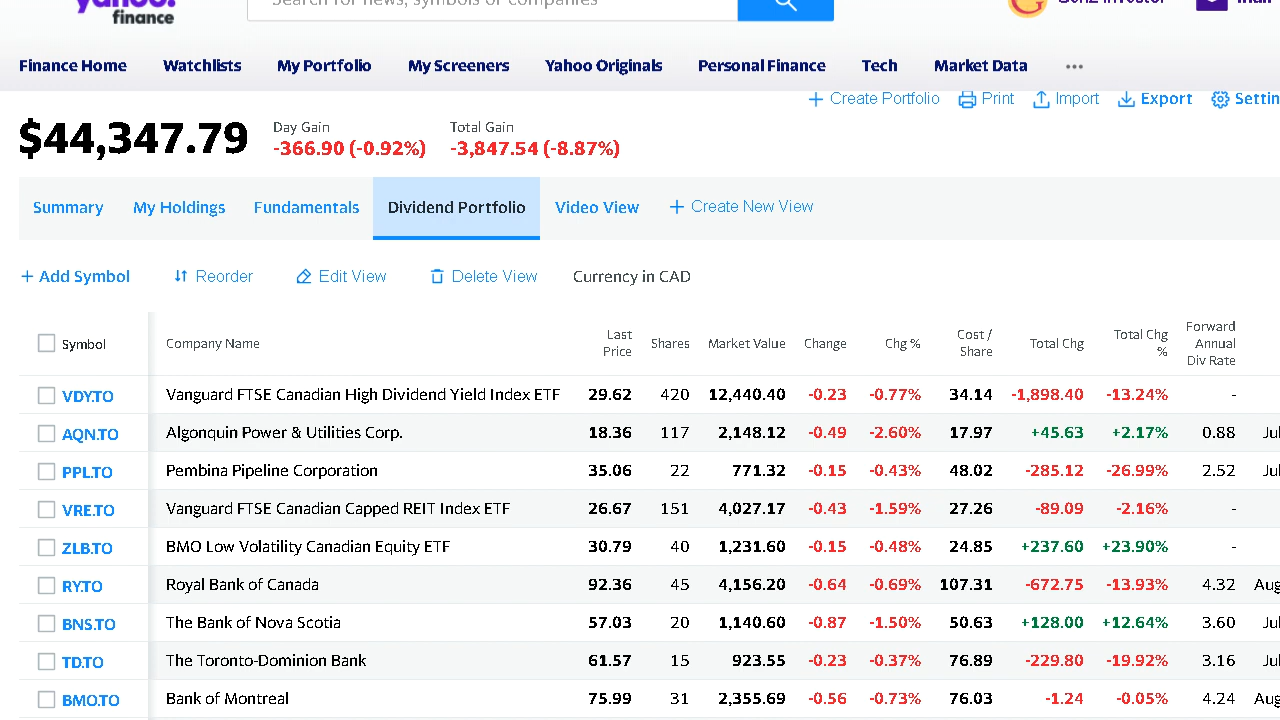 yahoo!
finance
Search for news, symbols or companies
Finance Home Watchlists My Portfolio My Screeners Yahoo Originals Personal Finance Tech Market Data ...
+ Create Portfolio Print Import Export
$44,347.79
Day Gain Total Gain
-366.90 (-0.92%) -3,847.54 (-8.87%)
Summary My Holdings Fundamentals Dividend Portfolio Video View + Create New View
+ Add Symbol Reorder Edit View Delete View Currency in CAD
Symbol Company Name Last Price Shares Market Value Change Chg % Cost / Share Total Chg Total Chg % Forward Annual Div Rate
VDY.TO Vanguard FTSE Canadian High Dividend Yield Index ETF 29.62 420 12,440.40 -0.23 -0.77% 34.14 -1,898.40 -13.24% -
AQN.TO Algonquin Power & Utilities Corp. 18.36 117 2,148.12 -0.49 -2.60% 17.97 +45.63 +2.17% 0.88 Jul
PPL.TO Pembina Pipeline Corporation 35.06 22 771.32 -0.15 -0.43% 48.02 -285.12 -26.99% 2.52 Jul
VRE.TO Vanguard FTSE Canadian Capped REIT Index ETF 26.67 151 4,027.17 -0.43 -1.59% 27.26 -89.09 -2.16% -
ZLB.TO BMO Low Volatility Canadian Equity ETF 30.79 40 1,231.60 -0.15 -0.48% 24.85 +237.60 +23.90% -
RY.TO Royal Bank of Canada 92.36 45 4,156.20 -0.64 -0.69% 107.31 -672.75 -13.93% 4.32 Aug
BNS.TO The Bank of Nova Scotia 57.03 20 1,140.60 -0.87 -1.50% 50.63 +128.00 +12.64% 3.60 Jul
TD.TO The Toronto-Dominion Bank 61.57 15 923.55 -0.23 -0.37% 76.89 -229.80 -19.92% 3.16 Jul
BMO.TO Bank of Montreal 75.99 31 2,355.69 -0.56 -0.73% 76.03 -1.24 -0.05% 4.24 Aug